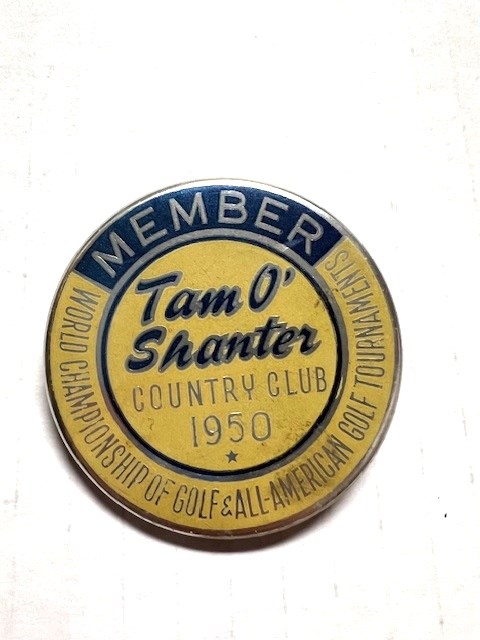 MEMBER
Tam O'
Shanter
COUNTRY CLUB
1950
WORLD CHAMPIONSHIP OF GOLF & ALL-AMERICAN GOLF TOURNAMENTS